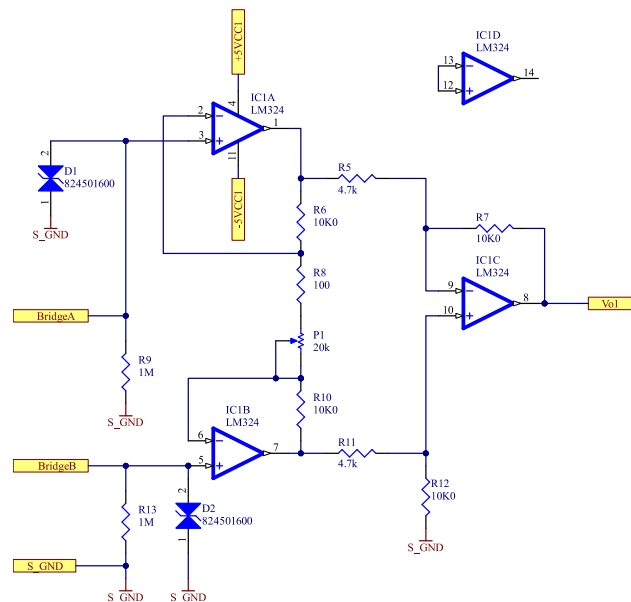 +5VCC1
IC1D
LM324
13
14
12
IC1A
LM324
4
2
1
3
11
-5VCC1
2
D1
824501600
1
S_GND
R5
4.7k
R6
10K0
R7
10K0
R8
100
IC1C
LM324
9
8
10
Vo1
BridgeA
P1
20k
R9
1M
S_GND
R10
10K0
IC1B
LM324
6
7
5
R11
4.7k
BridgeB
2
D2
824501600
1
R13
1M
R12
10K0
S_GND
S_GND
S_GND
S_GND